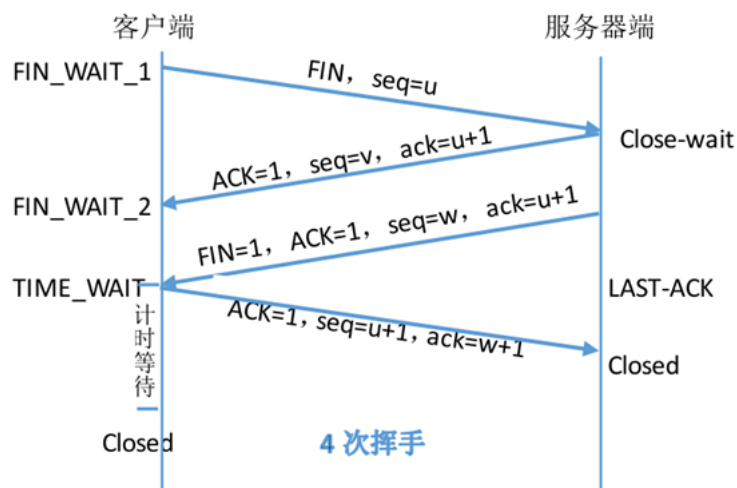 客户端
服务器端
FIN_WAIT_1
FIN，seq=u
Close-wait
ACK=1，seq=v，ack=u+1
FIN_WAIT_2
FIN=1，ACK=1，seq=w，ack=u+1
TIME_WAIT
LAST-ACK
计时等待
ACK=1，seq=u+1，ack=w+1
Closed
Closed
4 次挥手